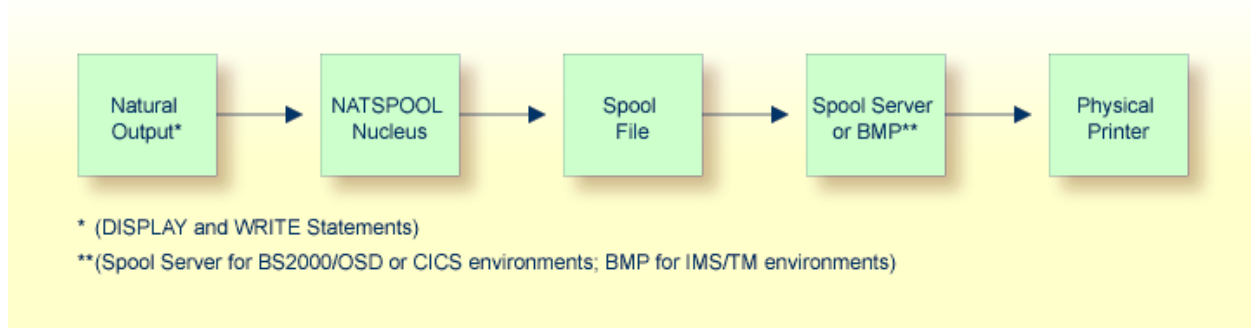 Natural
Output*
NATSPOOL
Nucleus
Spool
File
Spool Server
or BMP**
Physical
Printer
* (DISPLAY and WRITE Statements)
**(Spool Server for BS2000/OSD or CICS environments; BMP for IMS/TM environments)